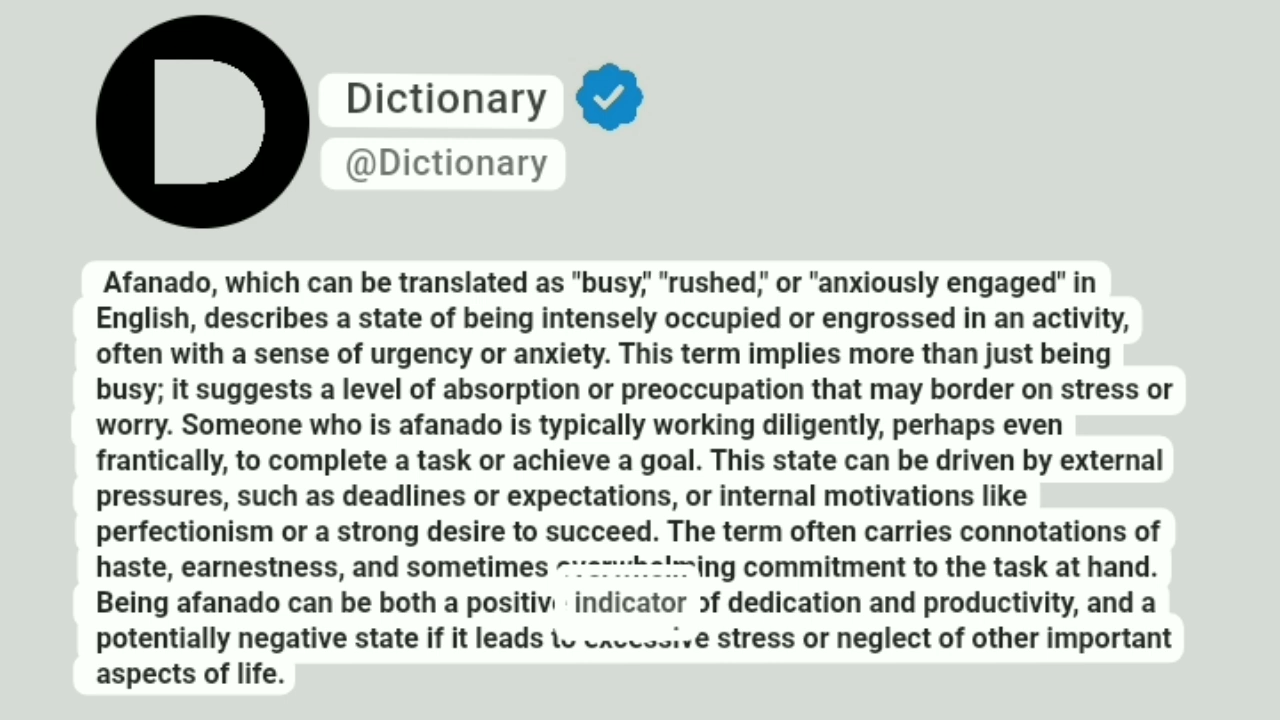 D
Dictionary
@Dictionary
Afanado, which can be translated as "busy," "rushed," or "anxiously engaged" in
English, describes a state of being intensely occupied or engrossed in an activity,
often with a sense of urgency or anxiety. This term implies more than just being
busy; it suggests a level of absorption or preoccupation that may border on stress or
worry. Someone who is afanado is typically working diligently, perhaps even
frantically, to complete a task or achieve a goal. This state can be driven by external
pressures, such as deadlines or expectations, or internal motivations like
perfectionism or a strong desire to succeed. The term often carries connotations of
haste, earnestness, and sometimes overwhelming commitment to the task at hand.
Being afanado can be both a positive indicator of dedication and productivity, and a
potentially negative state if it leads to excessive stress or neglect of other important
aspects of life.